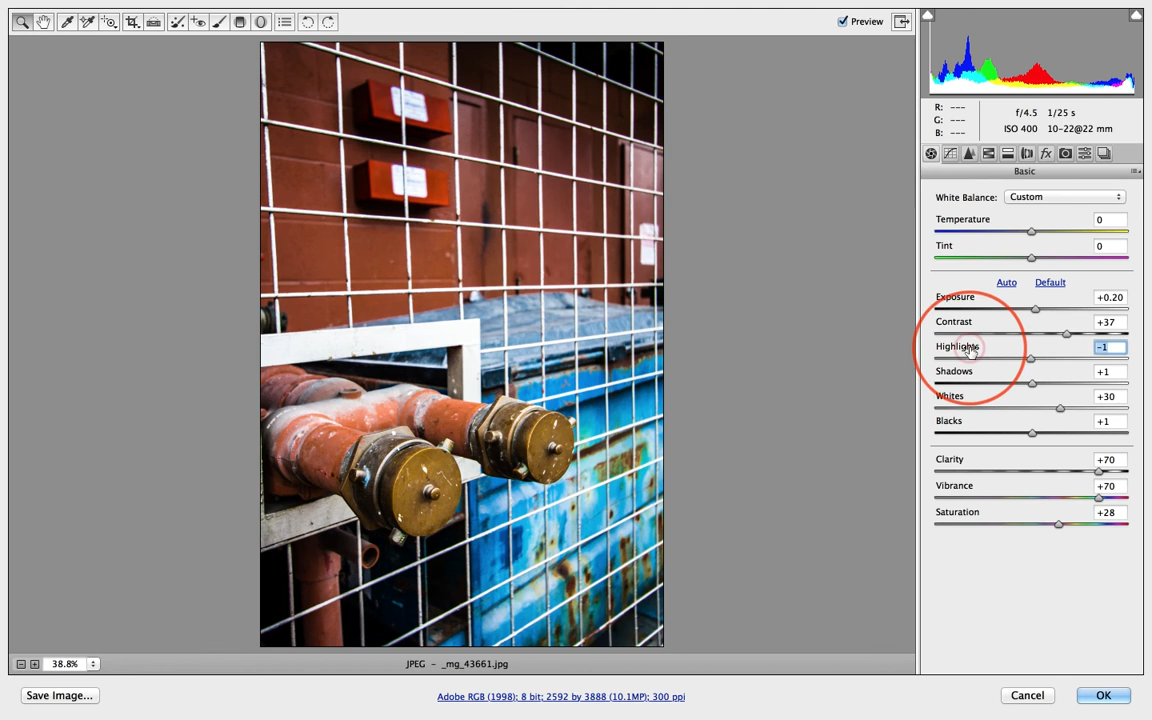 Preview
R: ---
G: ---
B: ---
f/4.5 1/25 s
ISO 400 10-22@22 mm
fx
Basic
White Balance: Custom
Temperature 0
Tint 0
Auto Default
Exposure +0.20
Contrast +37
Highlights -1
Shadows +1
Whites +30
Blacks +1
Clarity +70
Vibrance +70
Saturation +28
38.8%
JPEG - _mg_43661.jpg
Save Image...
Adobe RGB (1998); 8 bit; 2592 by 3888 (10.1MP); 300 ppi
Cancel
OK